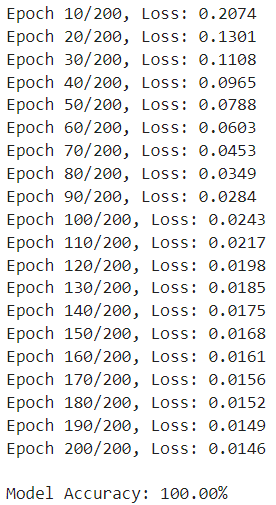 Epoch 10/200, Loss: 0.2074
Epoch 20/200, Loss: 0.1301
Epoch 30/200, Loss: 0.1108
Epoch 40/200, Loss: 0.0965
Epoch 50/200, Loss: 0.0788
Epoch 60/200, Loss: 0.0603
Epoch 70/200, Loss: 0.0453
Epoch 80/200, Loss: 0.0349
Epoch 90/200, Loss: 0.0284
Epoch 100/200, Loss: 0.0243
Epoch 110/200, Loss: 0.0217
Epoch 120/200, Loss: 0.0198
Epoch 130/200, Loss: 0.0185
Epoch 140/200, Loss: 0.0175
Epoch 150/200, Loss: 0.0168
Epoch 160/200, Loss: 0.0161
Epoch 170/200, Loss: 0.0156
Epoch 180/200, Loss: 0.0152
Epoch 190/200, Loss: 0.0149
Epoch 200/200, Loss: 0.0146

Model Accuracy: 100.00%